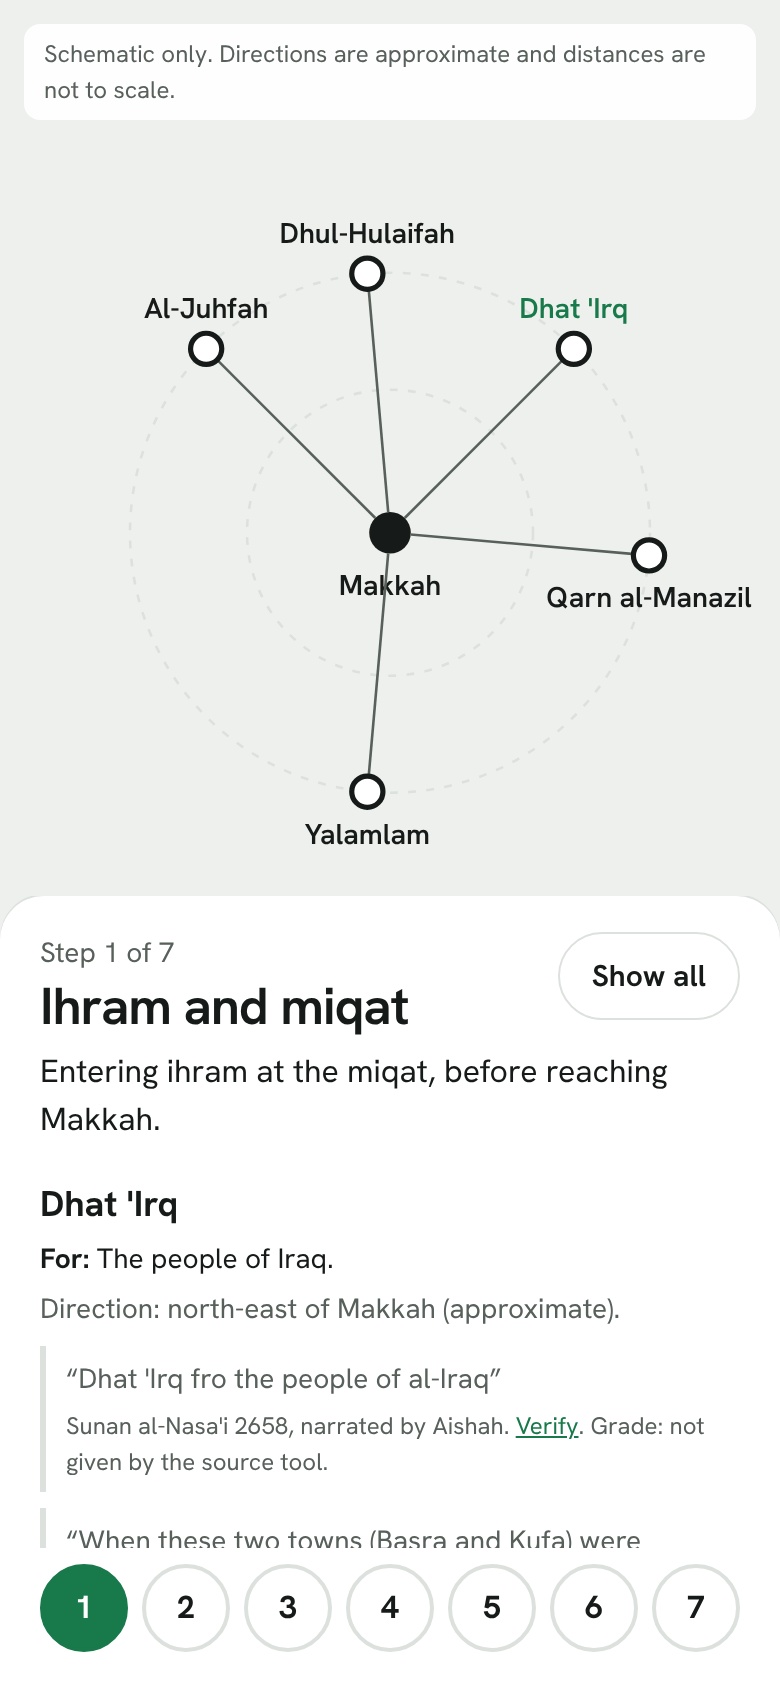 Schematic only. Directions are approximate and distances are
not to scale.
Dhul-Hulaifah
Al-Juhfah
Dhat 'Irq
Makkah
Qarn al-Manazil
Yalamlam
Step 1 of 7
Show all
Ihram and miqat
Entering ihram at the miqat, before reaching
Makkah.
Dhat 'Irq
For: The people of Iraq.
Direction: north-east of Makkah (approximate).
“Dhat 'Irq fro the people of al-Iraq”
Sunan al-Nasa'i 2658, narrated by Aishah. Verify. Grade: not
given by the source tool.
“When these two towns (Basra and Kufa) were
1 2 3 4 5 6 7